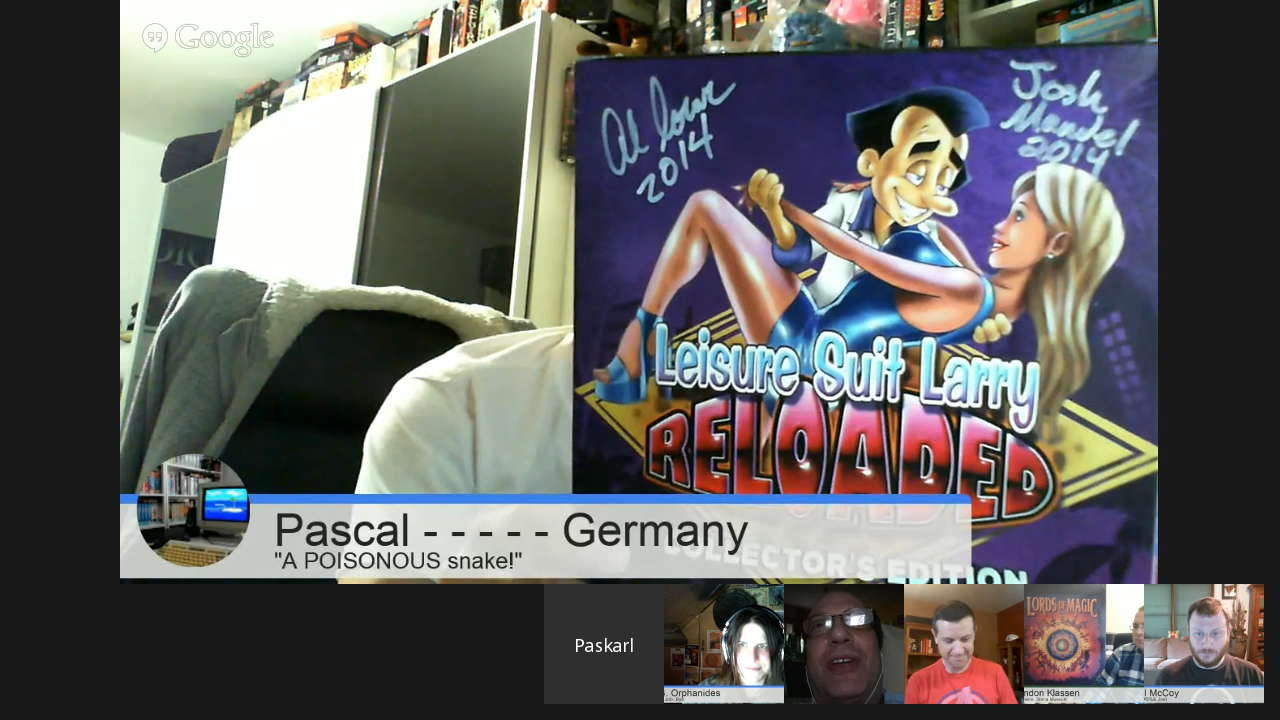 Google
Al Lowe
2014
Josh
Mandel
2014
Leisure Suit Larry
RELOADED
COLLECTOR'S EDITION
Pascal - - - - - Germany
"A POISONOUS snake!"
Paskarl
Orphanides
LORDS OF MAGIC
ndon Klassen
l McCoy